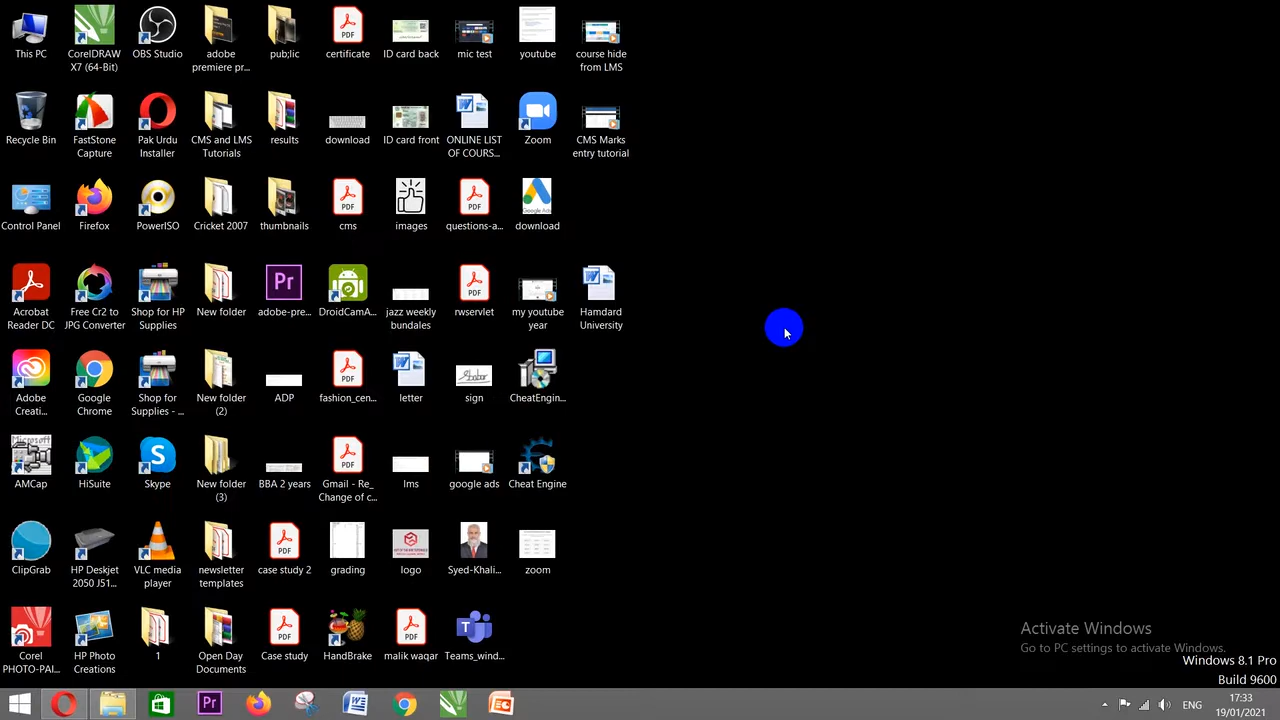 This PC
CorelDRAW X7 (64-Bit)
OBS Studio
adobe premiere pr...
pub;lic
certificate
ID card back
mic test
youtube
course hide from LMS
Recycle Bin
FastStone Capture
Pak Urdu Installer
CMS and LMS Tutorials
results
download
ID card front
ONLINE LIST OF COURS...
Zoom
CMS Marks entry tutorial
Control Panel
Firefox
PowerISO
Cricket 2007
thumbnails
cms
images
questions-a...
download
Acrobat Reader DC
Free Cr2 to JPG Converter
Shop for HP Supplies
New folder
adobe-pre...
DroidCamA...
jazz weekly bundales
rwservlet
my youtube year
Hamdard University
Adobe Creati...
Google Chrome
Shop for Supplies - ...
New folder (2)
ADP
fashion_cen...
letter
sign
CheatEngin...
AMCap
HiSuite
Skype
New folder (3)
BBA 2 years
Gmail - Re_ Change of c...
lms
google ads
Cheat Engine
ClipGrab
HP Deskjet 2050 J51...
VLC media player
newsletter templates
case study 2
grading
logo
Syed-Khali...
zoom
Corel PHOTO-PAI...
HP Photo Creations
1
Open Day Documents
Case study
HandBrake
malik waqar
Teams_wind...
Activate Windows
Go to PC settings to activate Windows.
Windows 8.1 Pro
Build 9600
ENG
17:33
19/01/2021